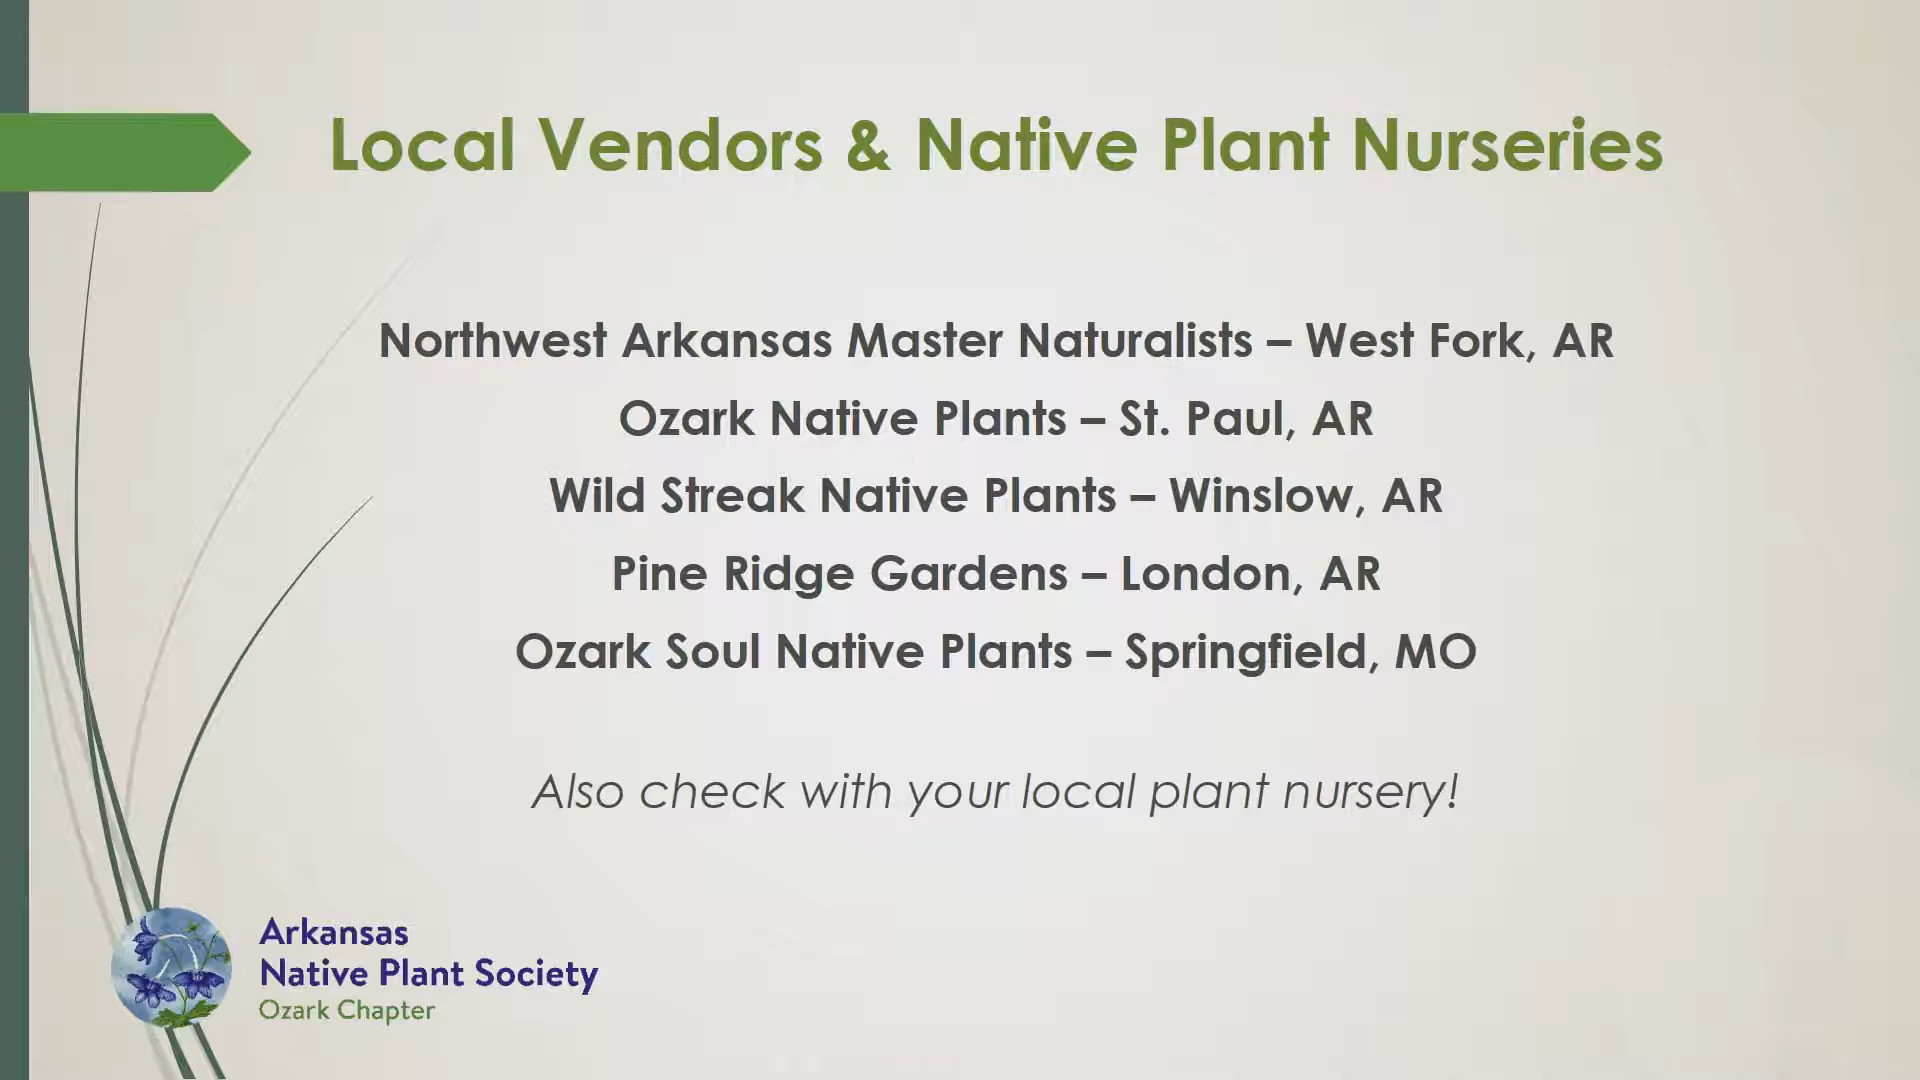 Local Vendors & Native Plant Nurseries
Northwest Arkansas Master Naturalists – West Fork, AR
Ozark Native Plants – St. Paul, AR
Wild Streak Native Plants – Winslow, AR
Pine Ridge Gardens – London, AR
Ozark Soul Native Plants – Springfield, MO
Also check with your local plant nursery!
Arkansas
Native Plant Society
Ozark Chapter